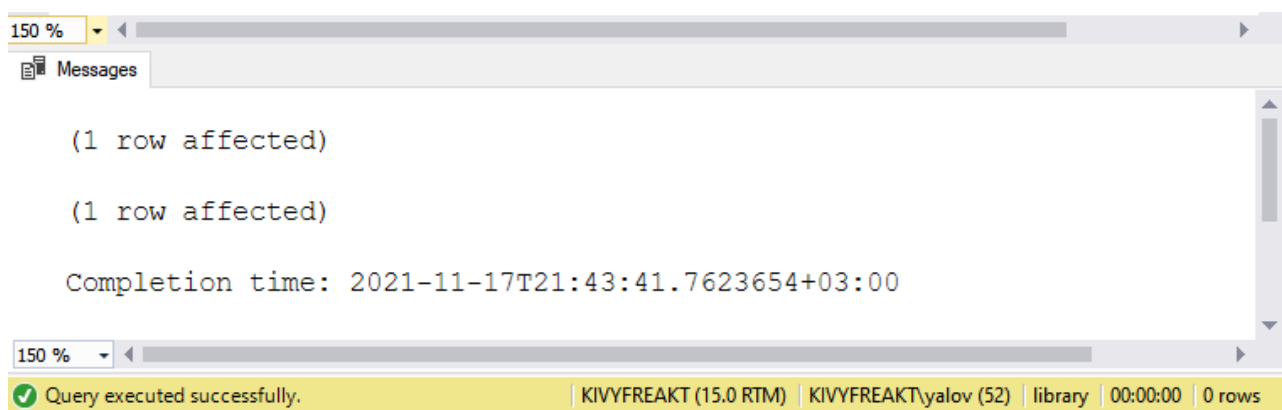 150 %
Messages
(1 row affected)
(1 row affected)
Completion time: 2021-11-17T21:43:41.7623654+03:00
150 %
Query executed successfully. KIVYFREAKT (15.0 RTM) KIVYFREAKT\yalov (52) library 00:00:00 0 rows